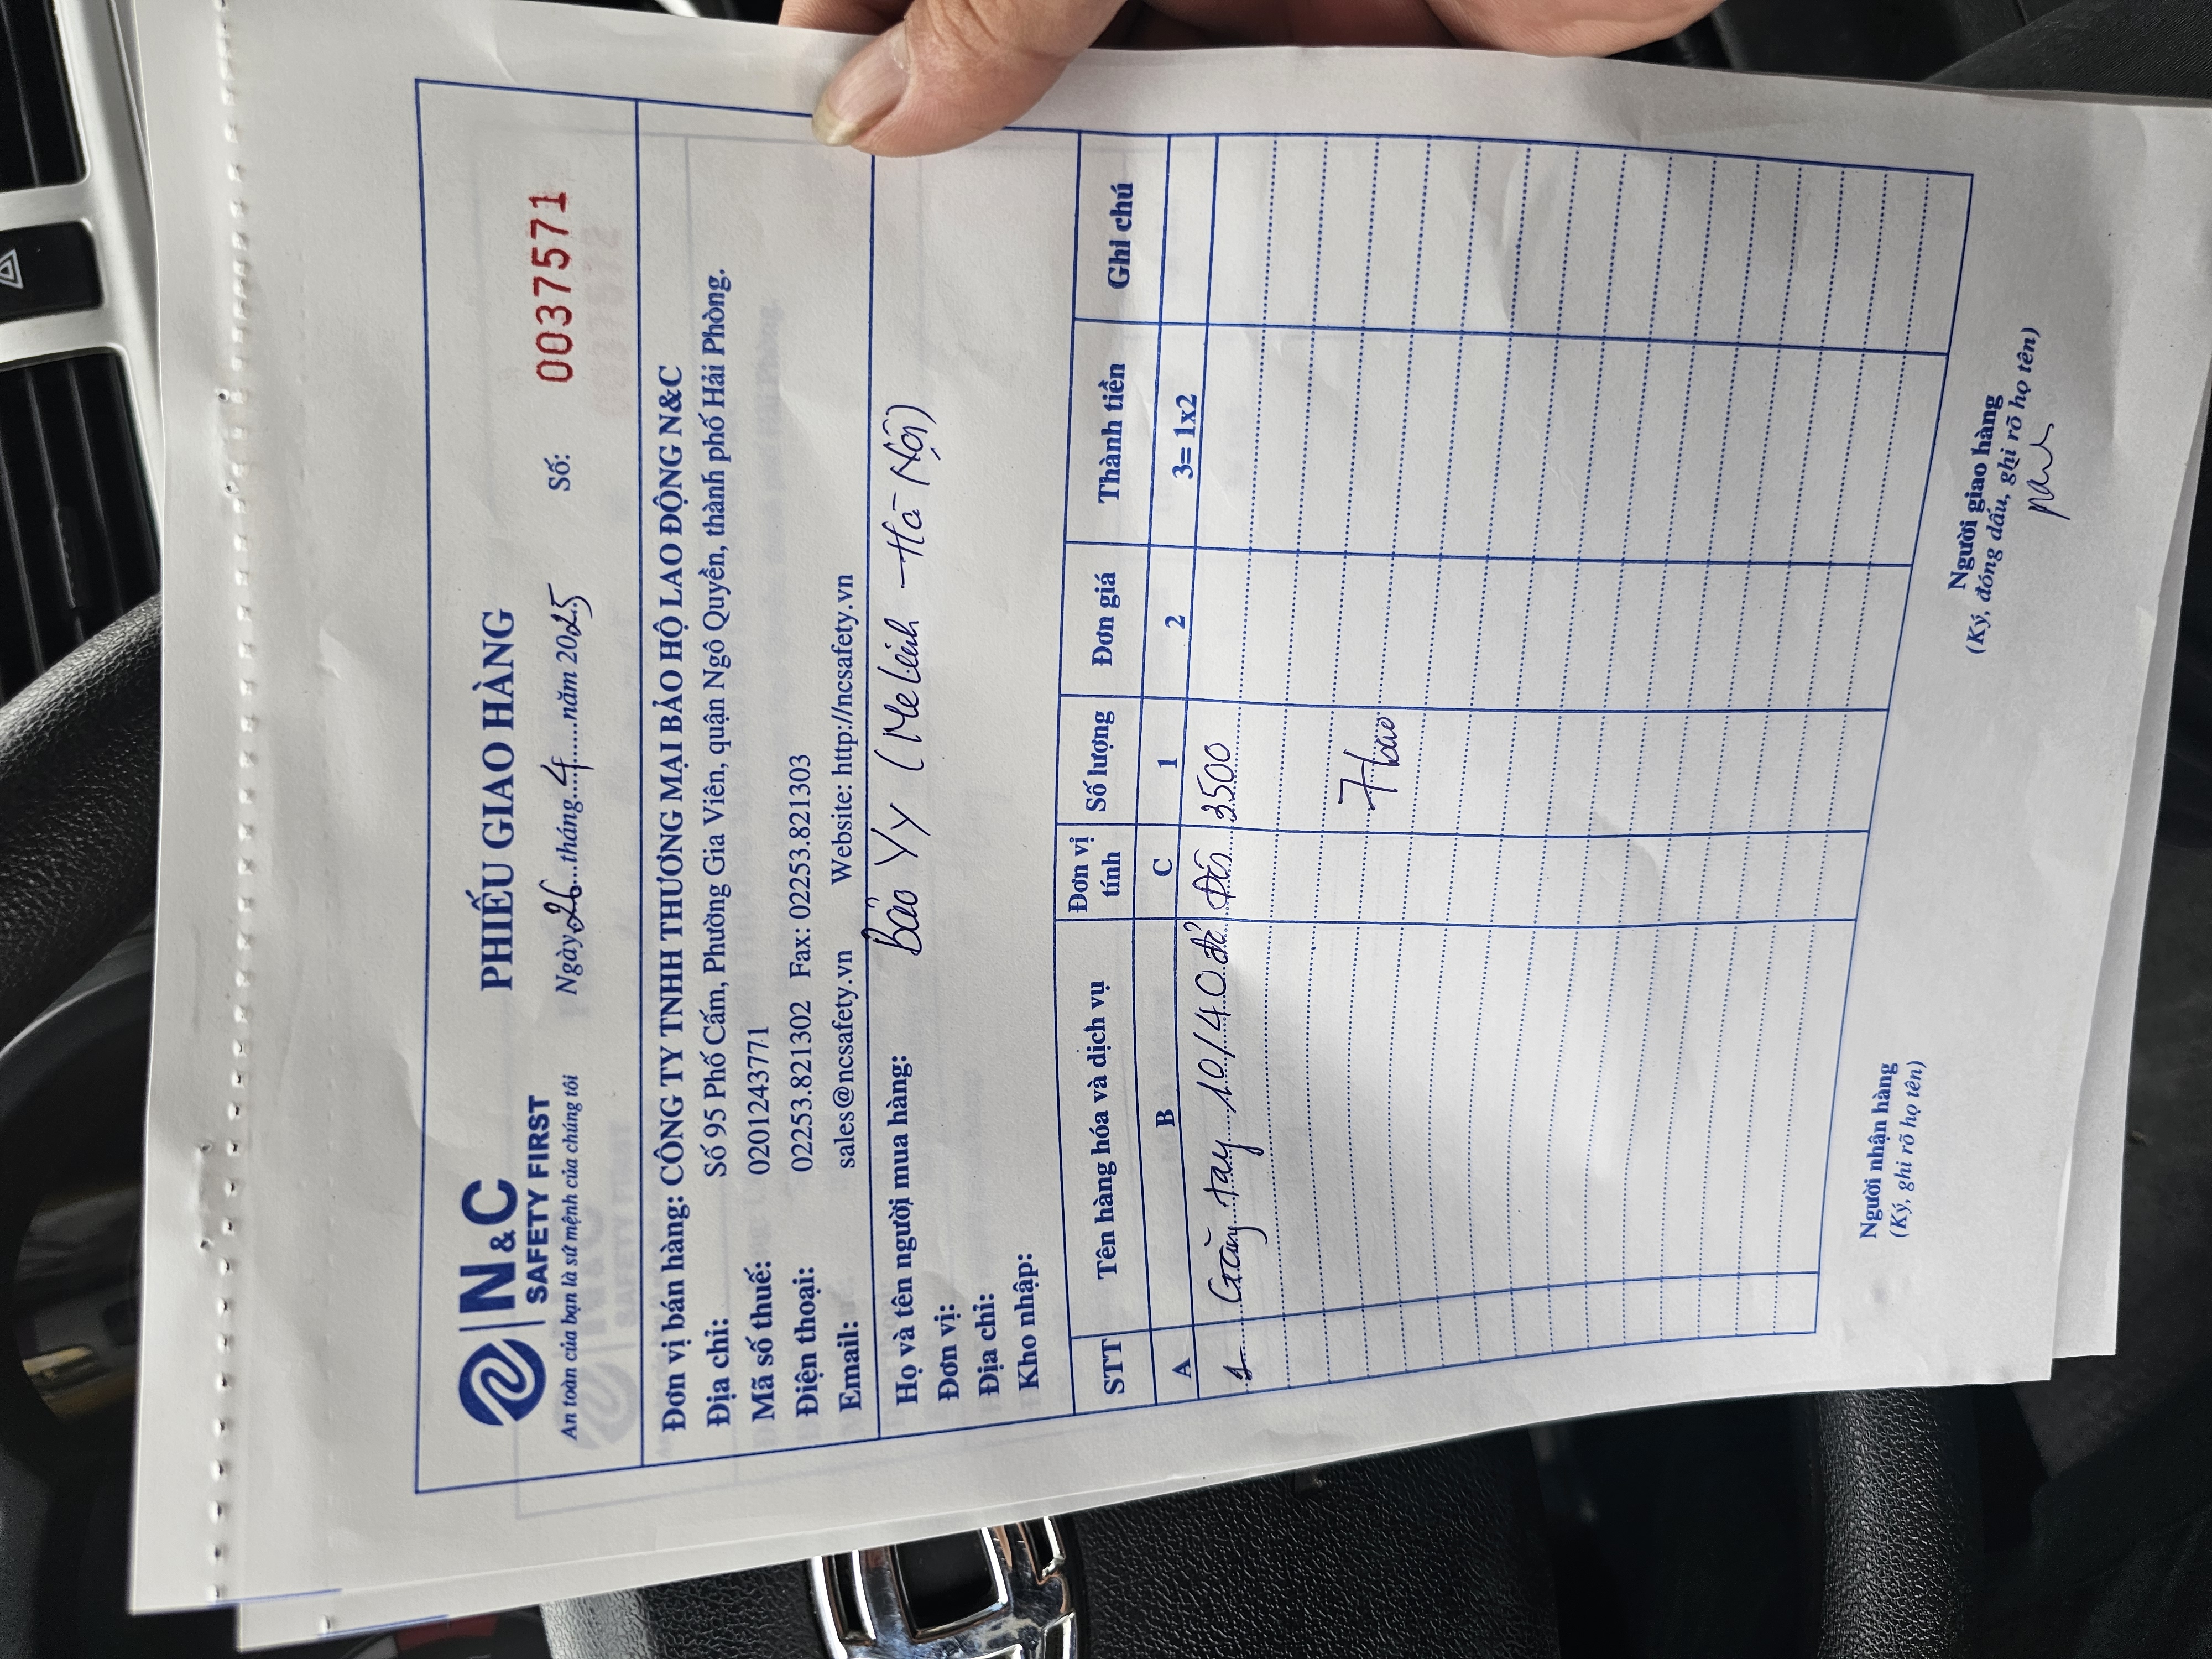 N&C
SAFETY FIRST
An toàn của bạn là sứ mệnh của chúng tôi
PHIẾU GIAO HÀNG
Ngày 26 tháng 4 năm 2025
Số: 0037571
Đơn vị bán hàng: CÔNG TY TNHH THƯƠNG MẠI BẢO HỘ LAO ĐỘNG N&C
Địa chỉ: Số 95 Phố Cấm, Phường Gia Viên, quận Ngô Quyền, thành phố Hải Phòng.
Mã số thuế: 0201243771
Điện thoại: 02253.821302 Fax: 02253.821303
Email: sales@ncsafety.vn Website: http://ncsafety.vn
Họ và tên người mua hàng: Bảo Yy (Me Linh - Hà Nội)
Đơn vị:
Địa chỉ:
Kho nhập:
STT Tên hàng hóa và dịch vụ Đơn vị tính Số lượng Đơn giá Thành tiền Ghi chú
A B C 1 2 3= 1x2
1 Găng tay 10/40 đỏ Đôi 3500
7 bao
Người nhận hàng
(Ký, ghi rõ họ tên)
Người giao hàng
(Ký, đóng dấu, ghi rõ họ tên)